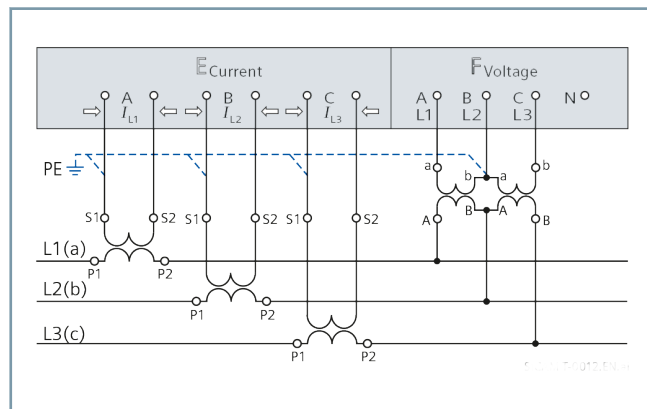 E Current F Voltage
A B C A B C N
I L1 I L2 I L3 L1 L2 L3
PE a b a b
S1 S2 S1 S2 S1 S2 A B A B
L1(a)
P1 P2
L2(b)
P1 P2
L3(c)
P1 P2